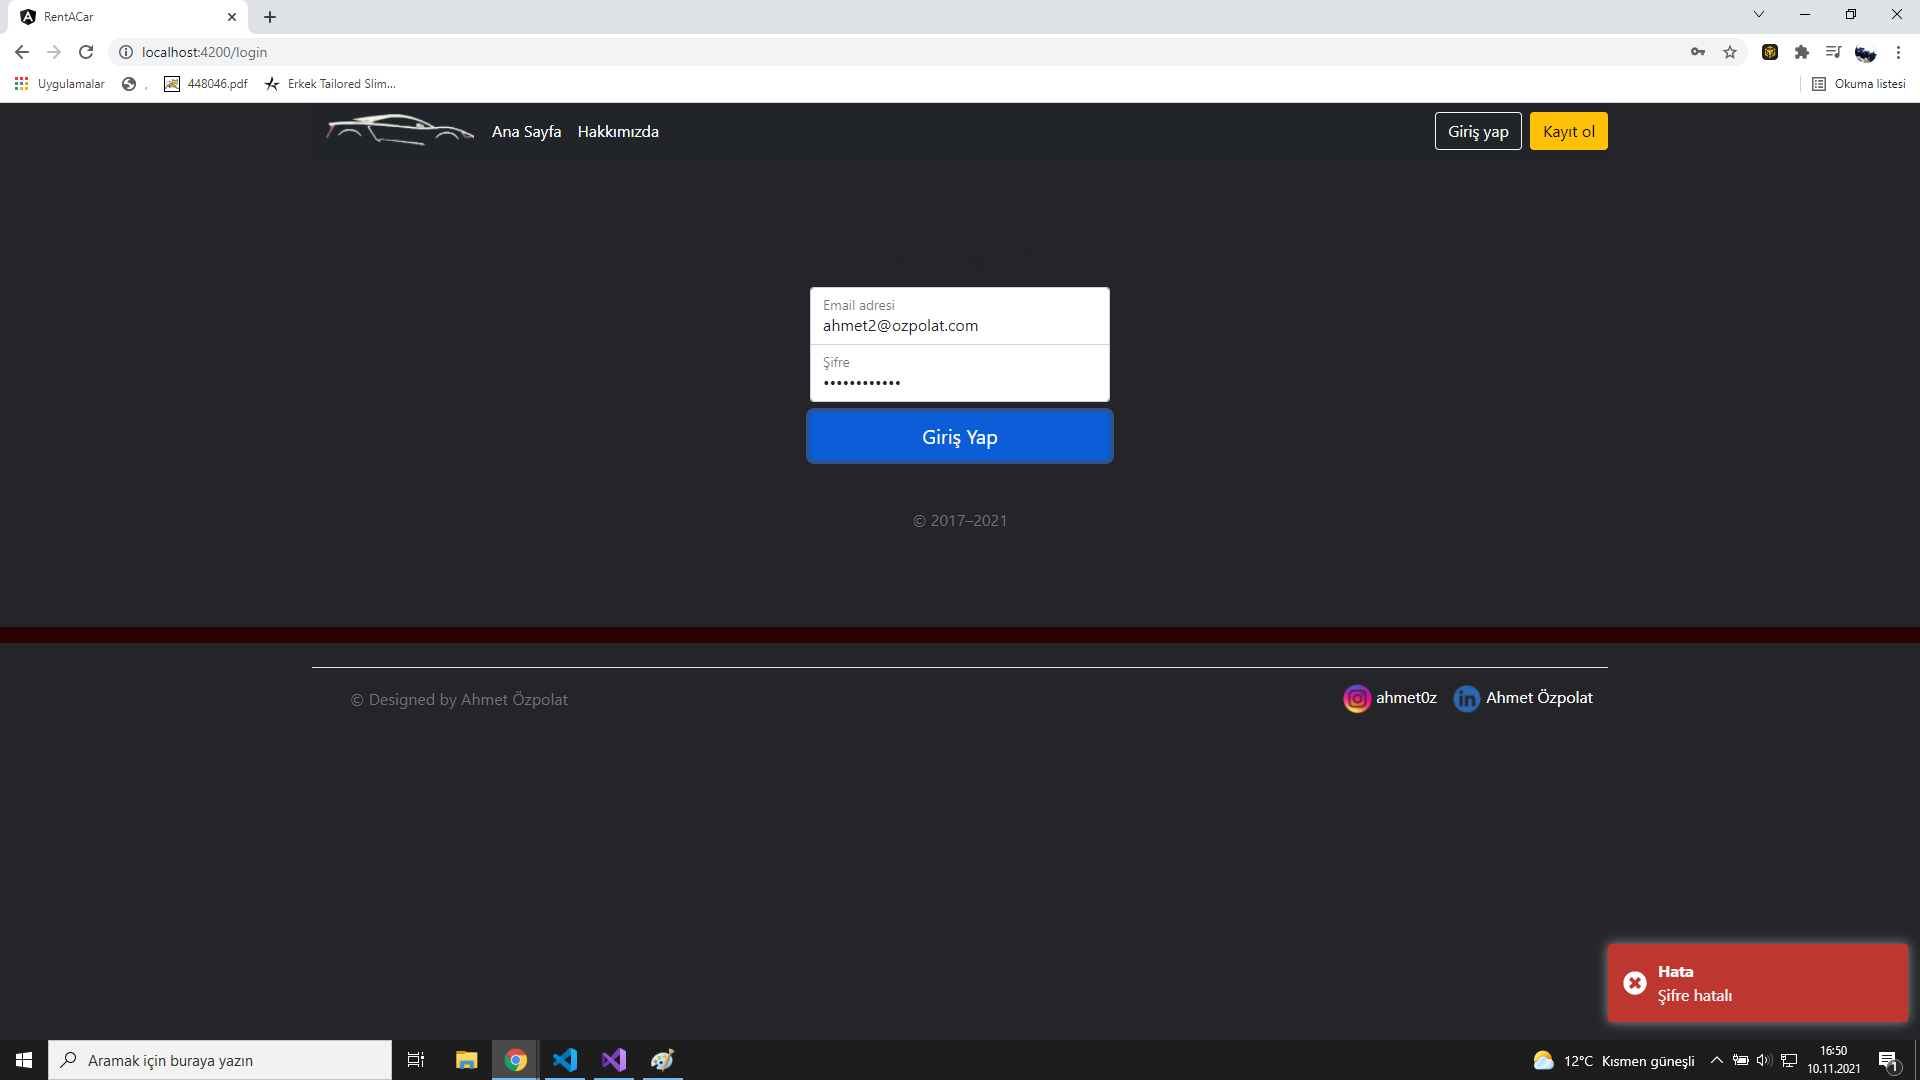 RentACar
localhost:4200/login
Uygulamalar
,
448046.pdf
Erkek Tailored Slim...
Okuma listesi
Ana Sayfa
Hakkımızda
Giriş yap
Kayıt ol
Email adresi
ahmet2@ozpolat.com
Şifre
••••••••••••
Giriş Yap
© 2017–2021
© Designed by Ahmet Özpolat
ahmet0z
Ahmet Özpolat
Hata
Şifre hatalı
Aramak için buraya yazın
12°C Kısmen güneşli
16:50
10.11.2021
1